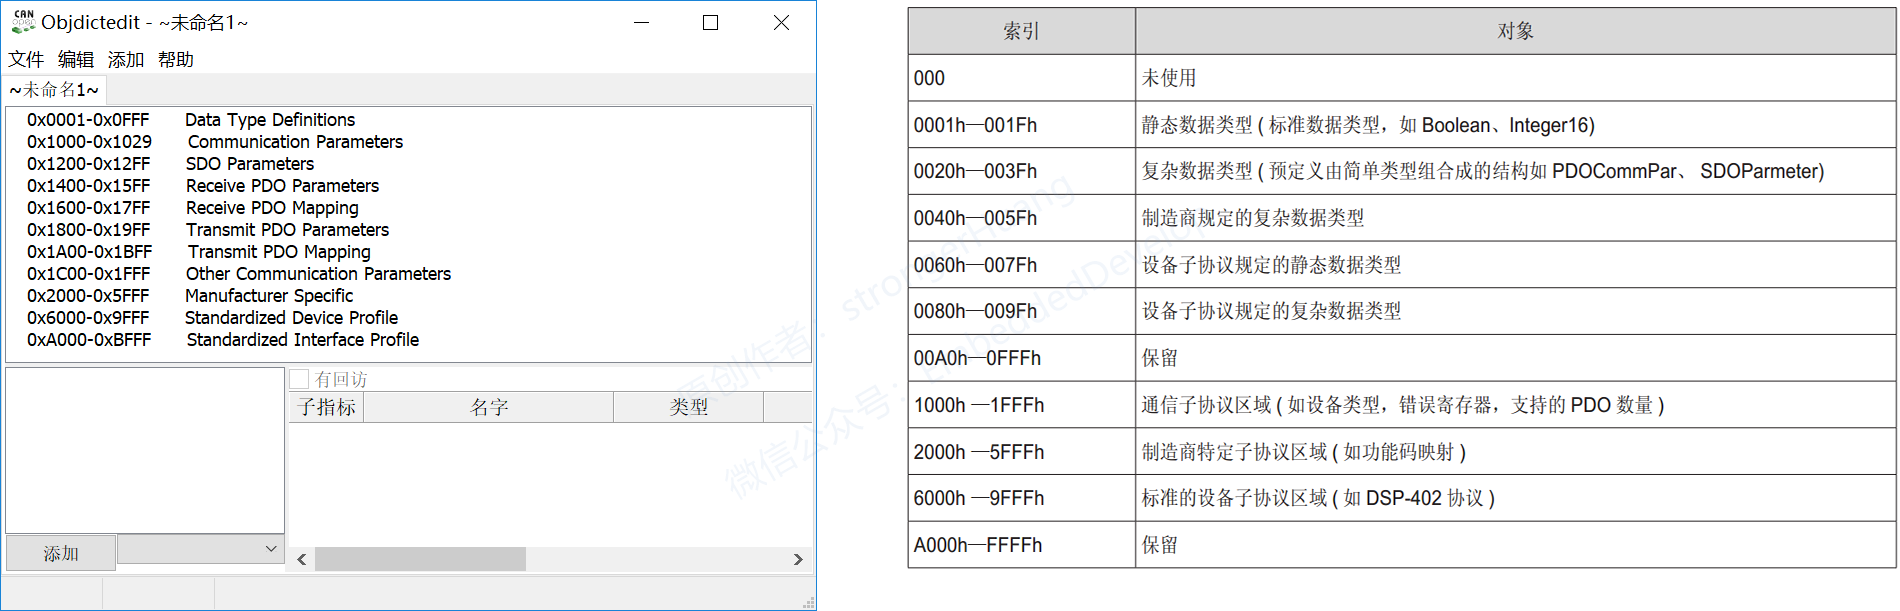 CAN
open
Objdictedit - ~未命名1~
文件 编辑 添加 帮助
~未命名1~
0x0001-0x0FFF Data Type Definitions
0x1000-0x1029 Communication Parameters
0x1200-0x12FF SDO Parameters
0x1400-0x15FF Receive PDO Parameters
0x1600-0x17FF Receive PDO Mapping
0x1800-0x19FF Transmit PDO Parameters
0x1A00-0x1BFF Transmit PDO Mapping
0x1C00-0x1FFF Other Communication Parameters
0x2000-0x5FFF Manufacturer Specific
0x6000-0x9FFF Standardized Device Profile
0xA000-0xBFFF Standardized Interface Profile
有回访
子指标 名字 类型
添加
索引 对象
000 未使用
0001h—001Fh 静态数据类型 ( 标准数据类型，如 Boolean、Integer16)
0020h—003Fh 复杂数据类型 ( 预定义由简单类型组合成的结构如 PDOCommPar、 SDOParmeter)
0040h—005Fh 制造商规定的复杂数据类型
0060h—007Fh 设备子协议规定的静态数据类型
0080h—009Fh 设备子协议规定的复杂数据类型
00A0h—0FFFh 保留
1000h —1FFFh 通信子协议区域 ( 如设备类型，错误寄存器，支持的 PDO 数量 )
2000h —5FFFh 制造商特定子协议区域 ( 如功能码映射 )
6000h —9FFFh 标准的设备子协议区域 ( 如 DSP-402 协议 )
A000h—FFFFh 保留
原创作者：strongerHuang
微信公众号：EmbeddedDevelop